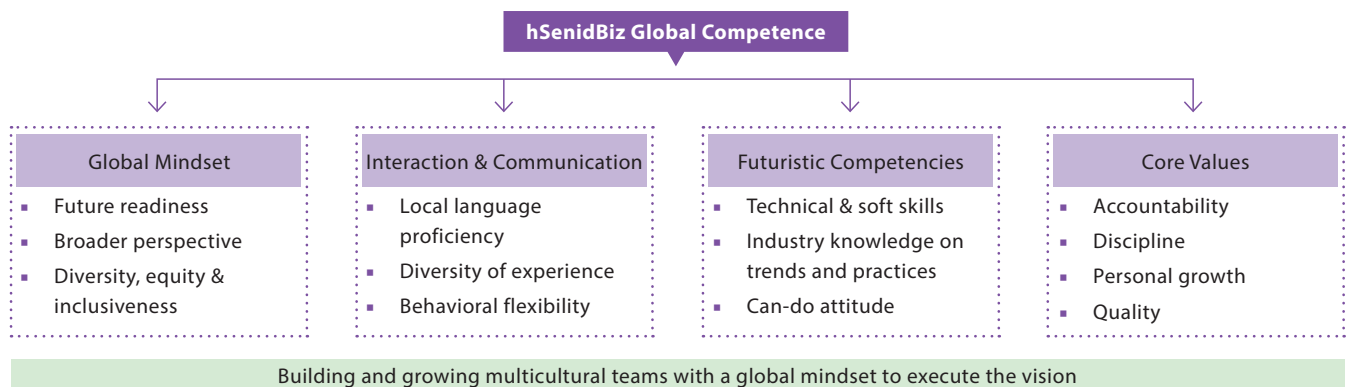 hSenidBiz Global Competence
Global Mindset
▪ Future readiness
▪ Broader perspective
▪ Diversity, equity &
inclusiveness
Interaction & Communication
▪ Local language
proficiency
▪ Diversity of experience
▪ Behavioral flexibility
Futuristic Competencies
▪ Technical & soft skills
▪ Industry knowledge on
trends and practices
▪ Can-do attitude
Core Values
▪ Accountability
▪ Discipline
▪ Personal growth
▪ Quality
Building and growing multicultural teams with a global mindset to execute the vision